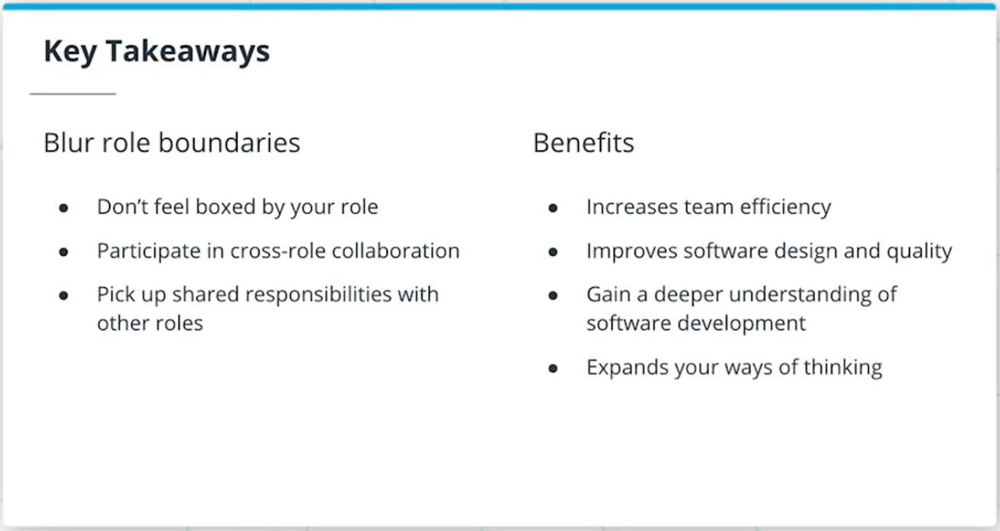 Key Takeaways
Blur role boundaries
● Don’t feel boxed by your role
● Participate in cross-role collaboration
● Pick up shared responsibilities with
other roles
Benefits
● Increases team efficiency
● Improves software design and quality
● Gain a deeper understanding of
software development
● Expands your ways of thinking